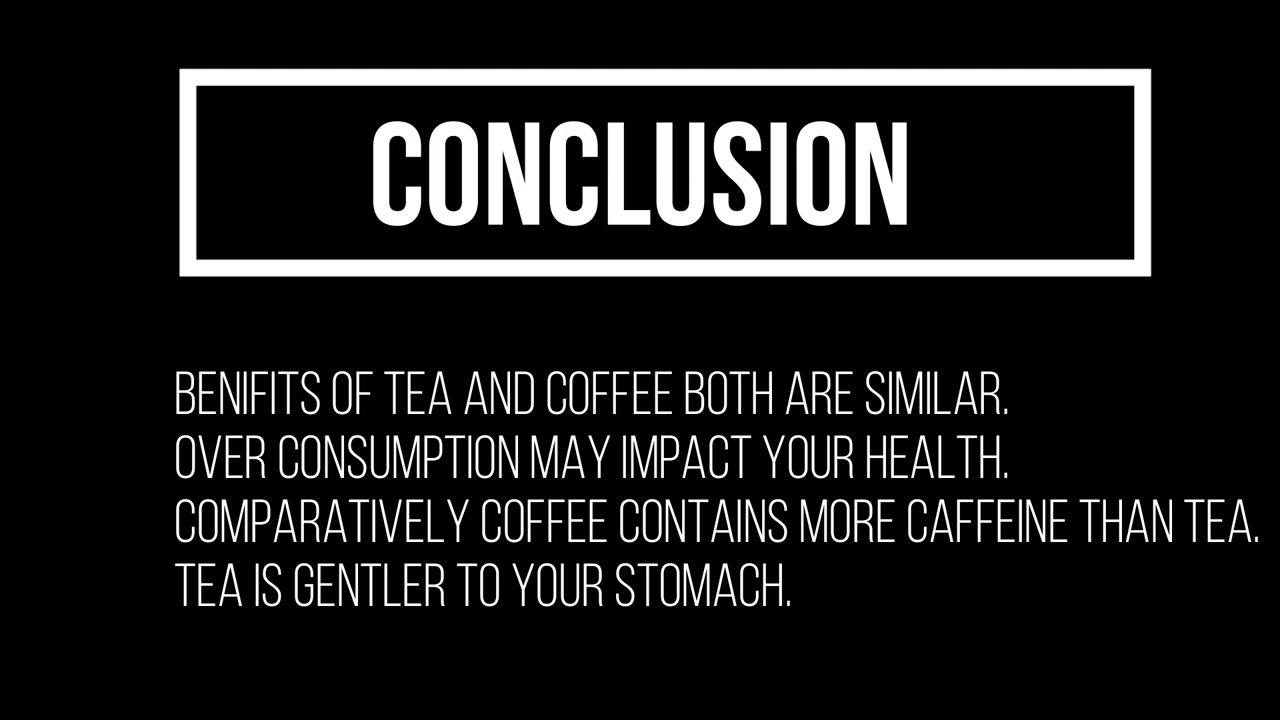 CONCLUSION
BENIFITS OF TEA AND COFFEE BOTH ARE SIMILAR.
OVER CONSUMPTION MAY IMPACT YOUR HEALTH.
COMPARATIVELY COFFEE CONTAINS MORE CAFFEINE THAN TEA.
TEA IS GENTLER TO YOUR STOMACH.